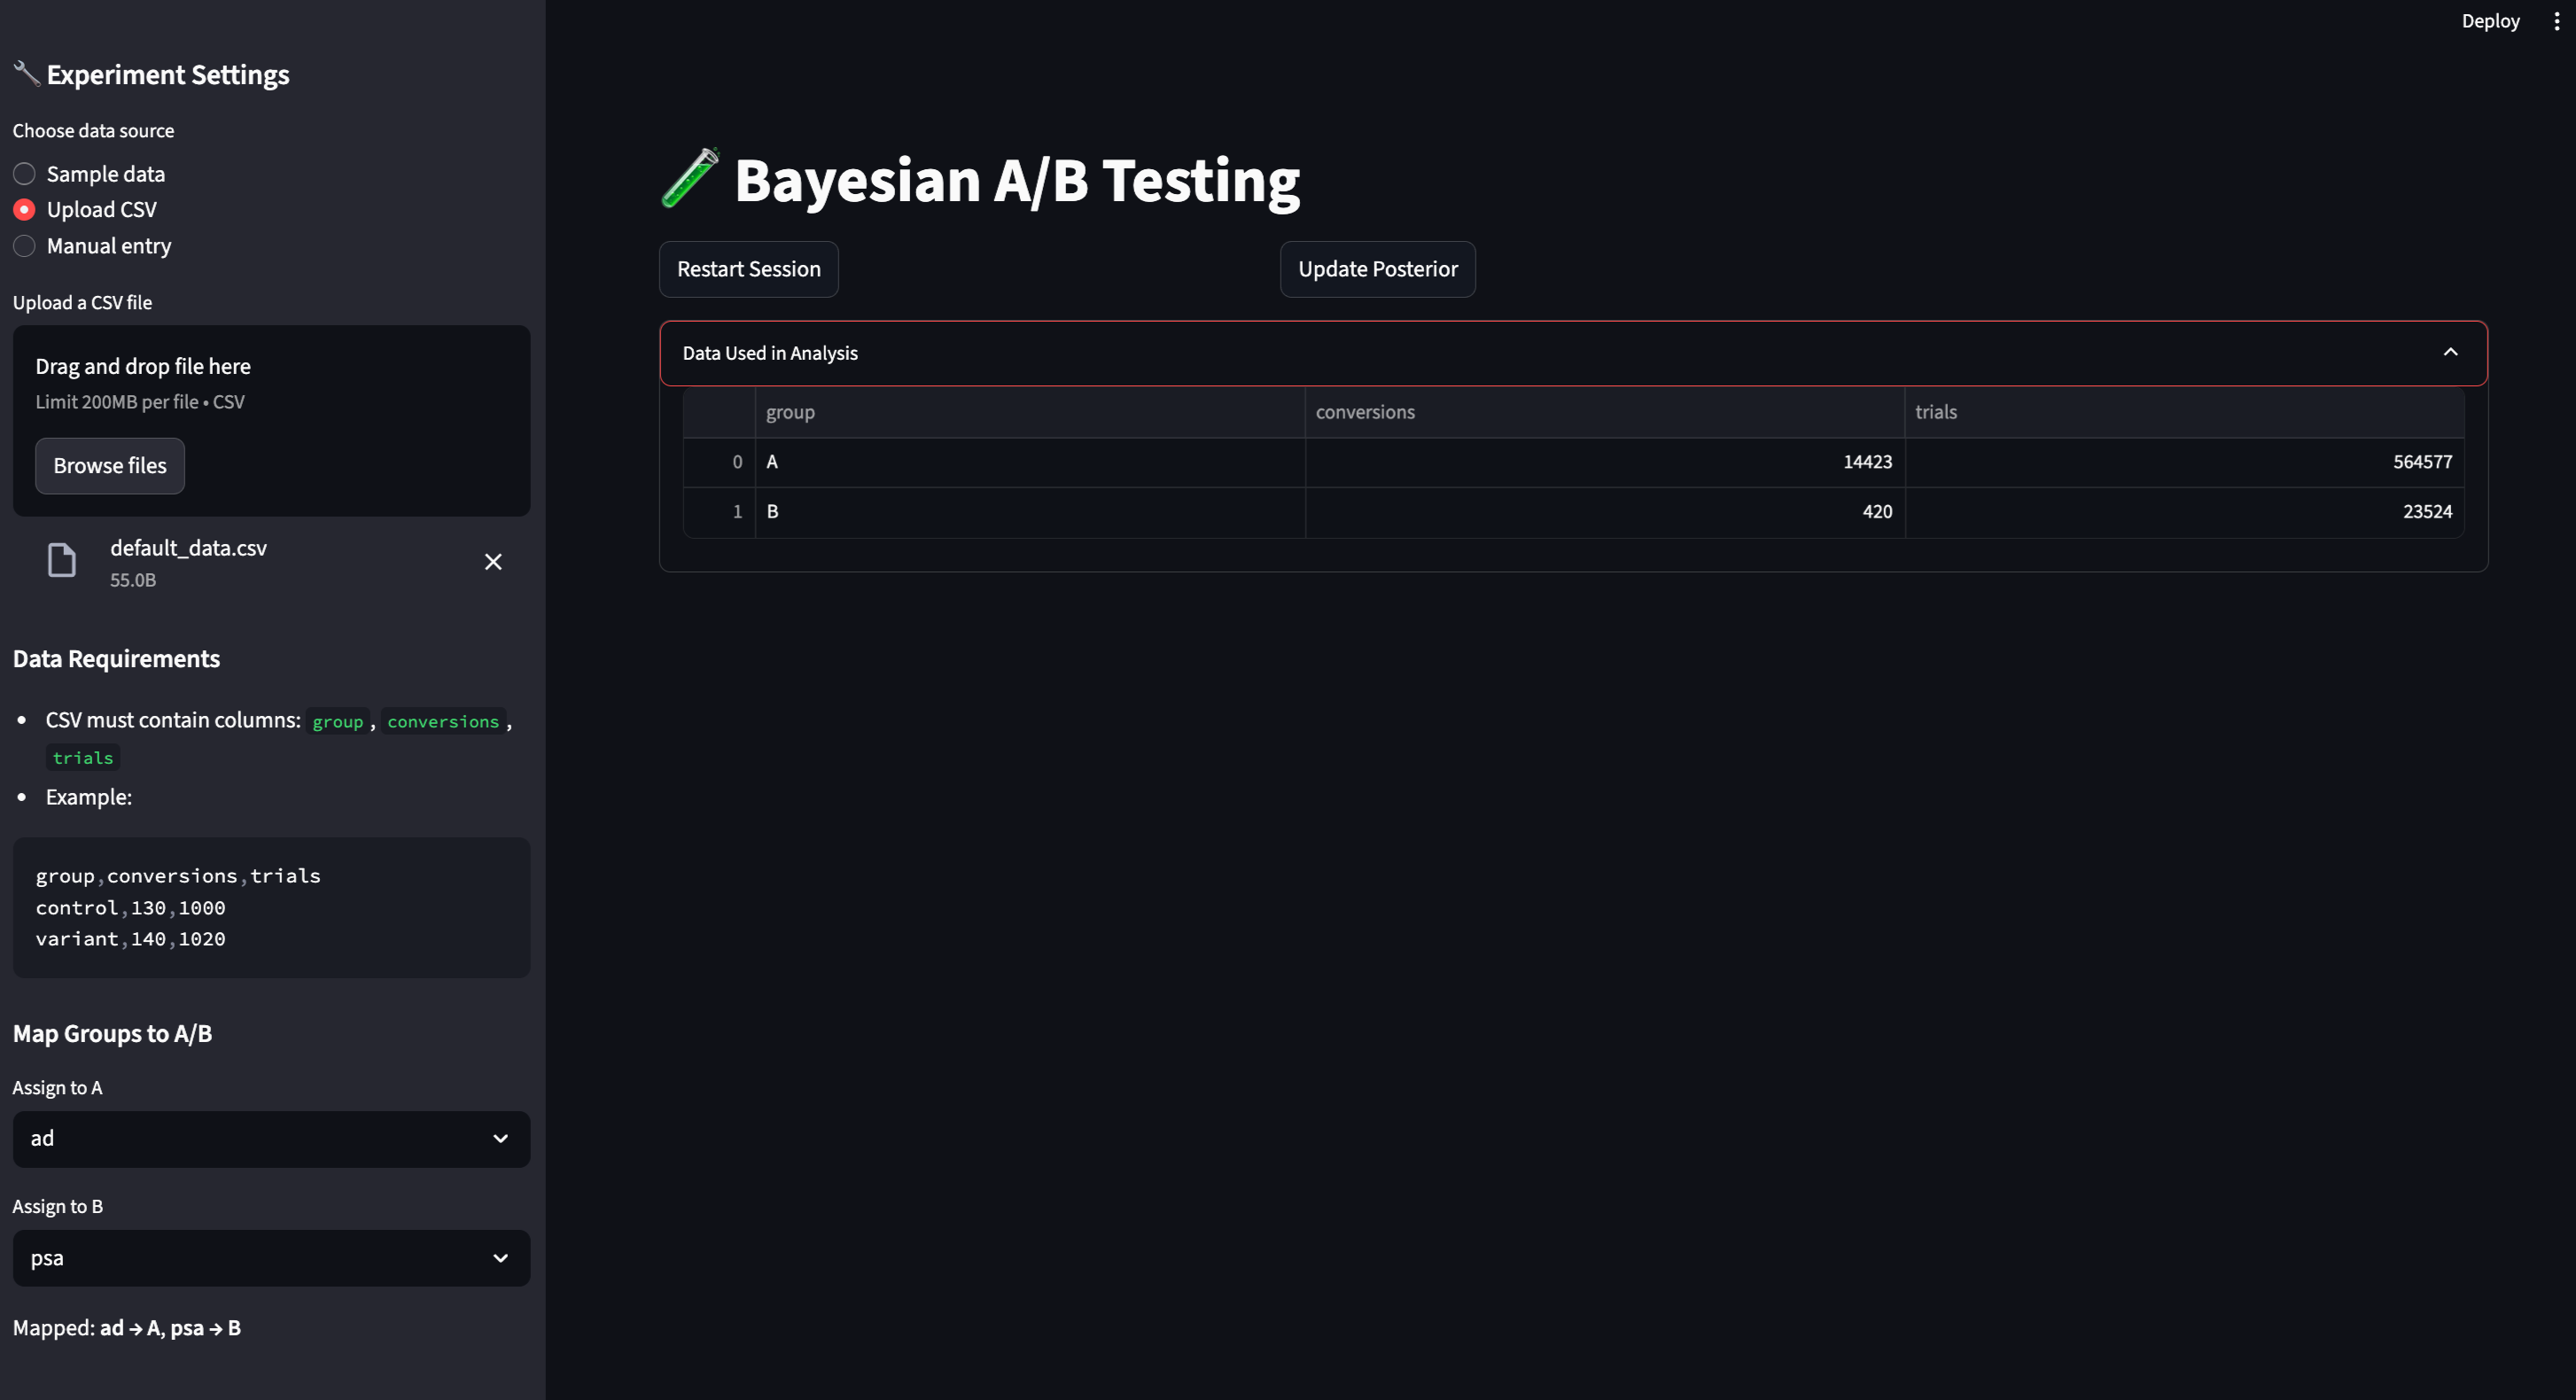 Deploy
Experiment Settings
Choose data source
Sample data
Upload CSV
Manual entry
Upload a CSV file
Drag and drop file here
Limit 200MB per file • CSV
Browse files
default_data.csv
55.0B
Data Requirements
• CSV must contain columns: group, conversions,
trials
• Example:
group,conversions,trials
control,130,1000
variant,140,1020
Map Groups to A/B
Assign to A
ad
Assign to B
psa
Mapped: ad → A, psa → B
Bayesian A/B Testing
Restart Session Update Posterior
Data Used in Analysis
group conversions trials
0 A 14423 564577
1 B 420 23524